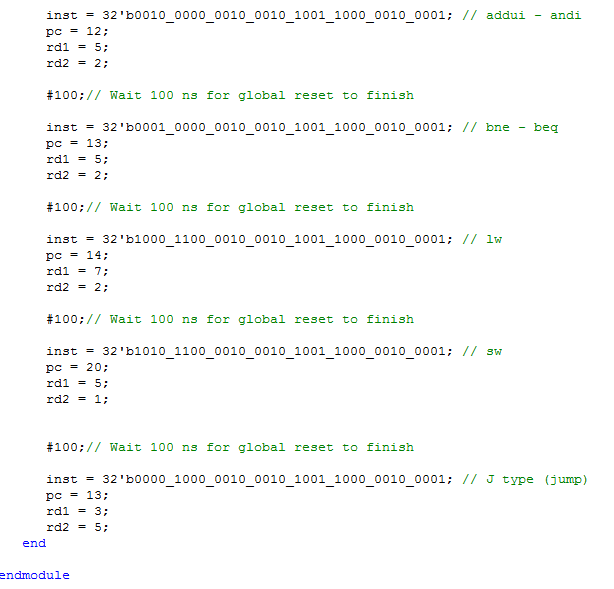 inst = 32'b0010_0000_0010_0010_1001_1000_0010_0001; // addui - andi
pc = 12;
rd1 = 5;
rd2 = 2;
#100;// Wait 100 ns for global reset to finish
inst = 32'b0001_0000_0010_0010_1001_1000_0010_0001; // bne - beq
pc = 13;
rd1 = 5;
rd2 = 2;
#100;// Wait 100 ns for global reset to finish
inst = 32'b1000_1100_0010_0010_1001_1000_0010_0001; // lw
pc = 14;
rd1 = 7;
rd2 = 2;
#100;// Wait 100 ns for global reset to finish
inst = 32'b1010_1100_0010_0010_1001_1000_0010_0001; // sw
pc = 20;
rd1 = 5;
rd2 = 1;
#100;// Wait 100 ns for global reset to finish
inst = 32'b0000_1000_0010_0010_1001_1000_0010_0001; // J type (jump)
pc = 13;
rd1 = 3;
rd2 = 5;
end
endmodule